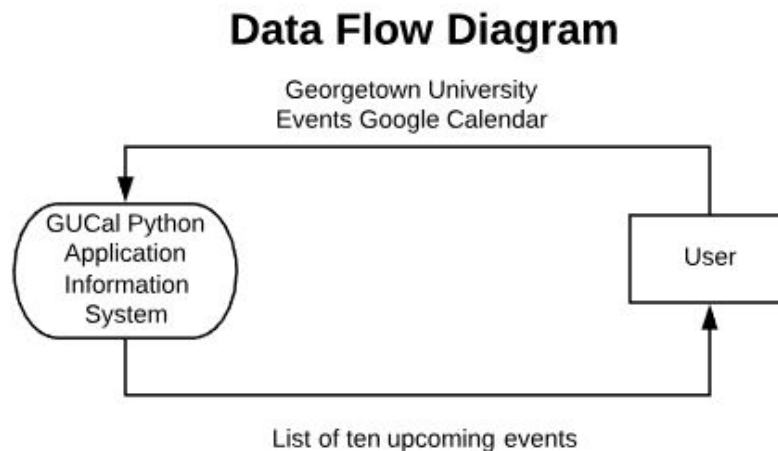 Data Flow Diagram
Georgetown University
Events Google Calendar
GUCal Python
Application
Information
System
User
List of ten upcoming events